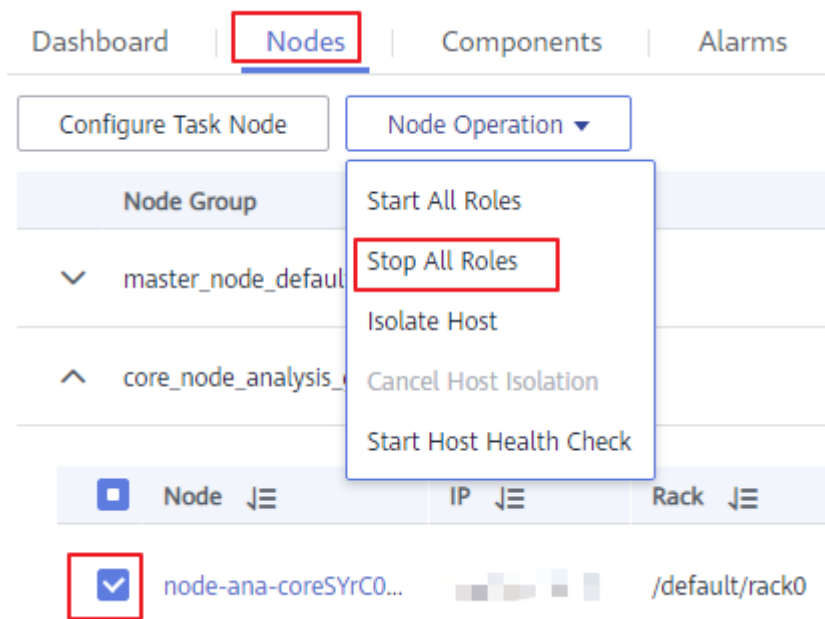 Dashboard Nodes Components Alarms
Configure Task Node Node Operation
Node Group
Start All Roles
Stop All Roles
master_node_defaul
Isolate Host
core_node_analysis_
Cancel Host Isolation
Start Host Health Check
Node IP Rack
node-ana-coreSYrC0... /default/rack0